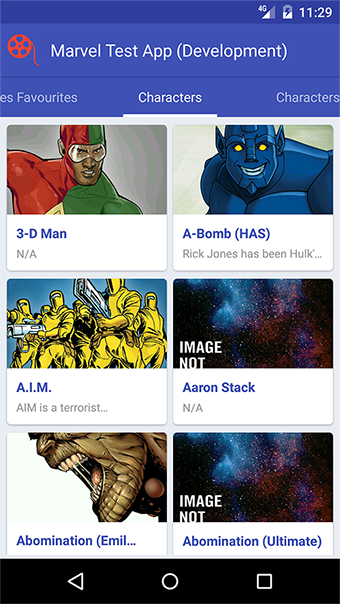 4G 11:29
Marvel Test App (Development)
es Favourites Characters Characters
3-D Man
N/A
A-Bomb (HAS)
Rick Jones has been Hulk'...
A.I.M.
AIM is a terrorist...
IMAGE
NOT
Aaron Stack
N/A
Abomination (Emil...
IMAGE
NOT
Abomination (Ultimate)